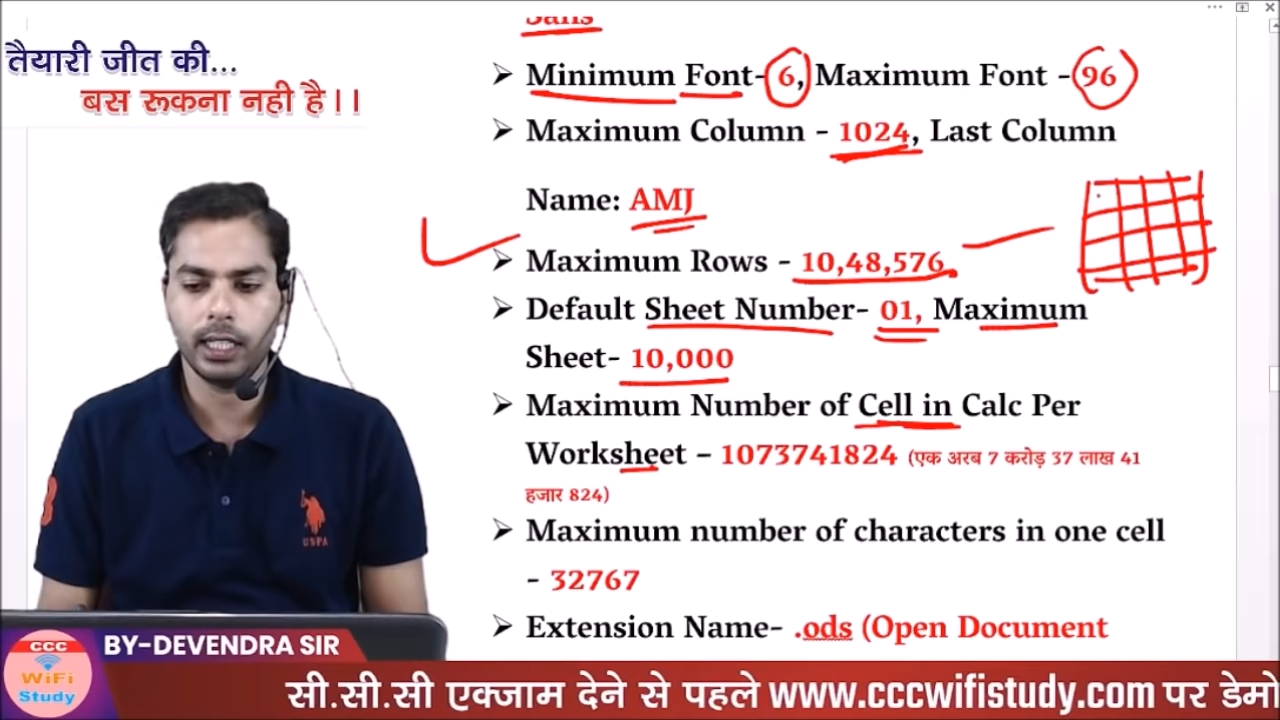 Sans
तैयारी जीत की...
बस रूकना नही है।।
➢ Minimum Font- 6, Maximum Font - 96
➢ Maximum Column - 1024, Last Column
Name: AMJ
➢ Maximum Rows - 10,48,576
➢ Default Sheet Number- 01, Maximum
Sheet- 10,000
➢ Maximum Number of Cell in Calc Per
Worksheet – 1073741824 (एक अरब 7 करोड़ 37 लाख 41
हजार 824)
➢ Maximum number of characters in one cell
- 32767
➢ Extension Name- .ods (Open Document
USPA
BY-DEVENDRA SIR
CCC
WiFi
Study
सी.सी.सी एक्जाम देने से पहले www.cccwifistudy.com पर डेमो